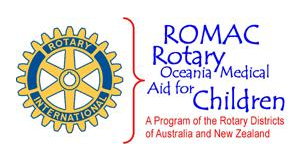 ROTARY
INTERNATIONAL
ROMAC
Rotary
Oceania Medical
Aid for
Children
A Program of the Rotary Districts
of Australia and New Zealand